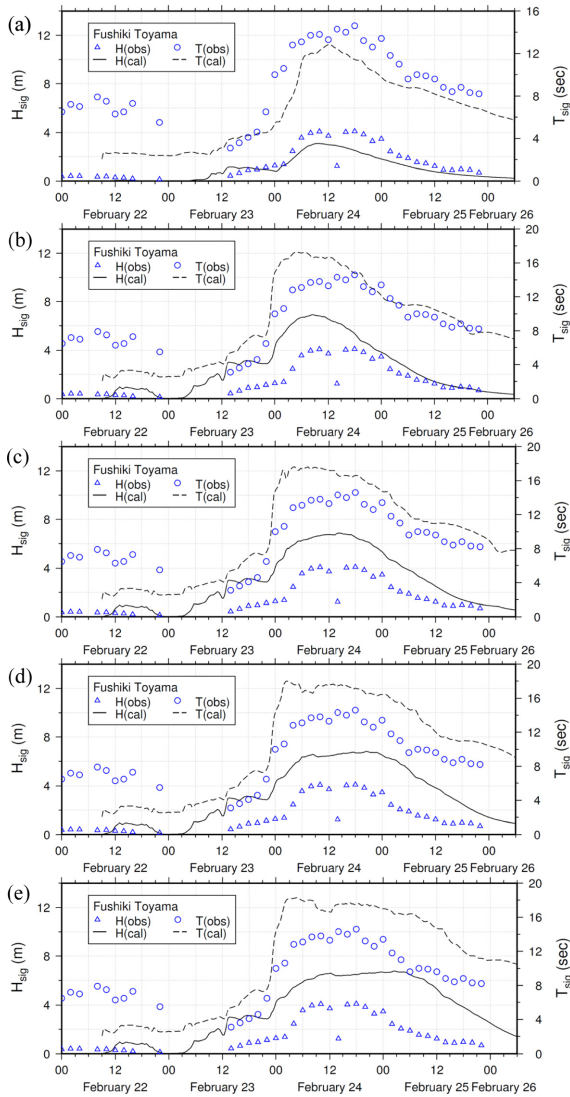 (a)
Fushiki Toyama
H(obs) T(obs)
H(cal) T(cal)
H_sig (m)
12
8
4
0
16
12
8
4
0
T_sig (sec)
00 12 00 12 00 12 00 12 00
February 22 February 23 February 24 February 25 February 26
(b)
Fushiki Toyama
H(obs) T(obs)
H(cal) T(cal)
H_sig (m)
12
8
4
0
20
16
12
8
4
0
T_sig (sec)
00 12 00 12 00 12 00 12 00
February 22 February 23 February 24 February 25 February 26
(c)
Fushiki Toyama
H(obs) T(obs)
H(cal) T(cal)
H_sig (m)
12
8
4
0
20
16
12
8
4
0
T_sig (sec)
00 12 00 12 00 12 00 12 00
February 22 February 23 February 24 February 25 February 26
(d)
Fushiki Toyama
H(obs) T(obs)
H(cal) T(cal)
H_sig (m)
12
8
4
0
20
16
12
8
4
0
T_sig (sec)
00 12 00 12 00 12 00 12 00
February 22 February 23 February 24 February 25 February 26
(e)
Fushiki Toyama
H(obs) T(obs)
H(cal) T(cal)
H_sig (m)
12
8
4
0
20
16
12
8
4
0
T_sig (sec)
00 12 00 12 00 12 00 12 00
February 22 February 23 February 24 February 25 February 26